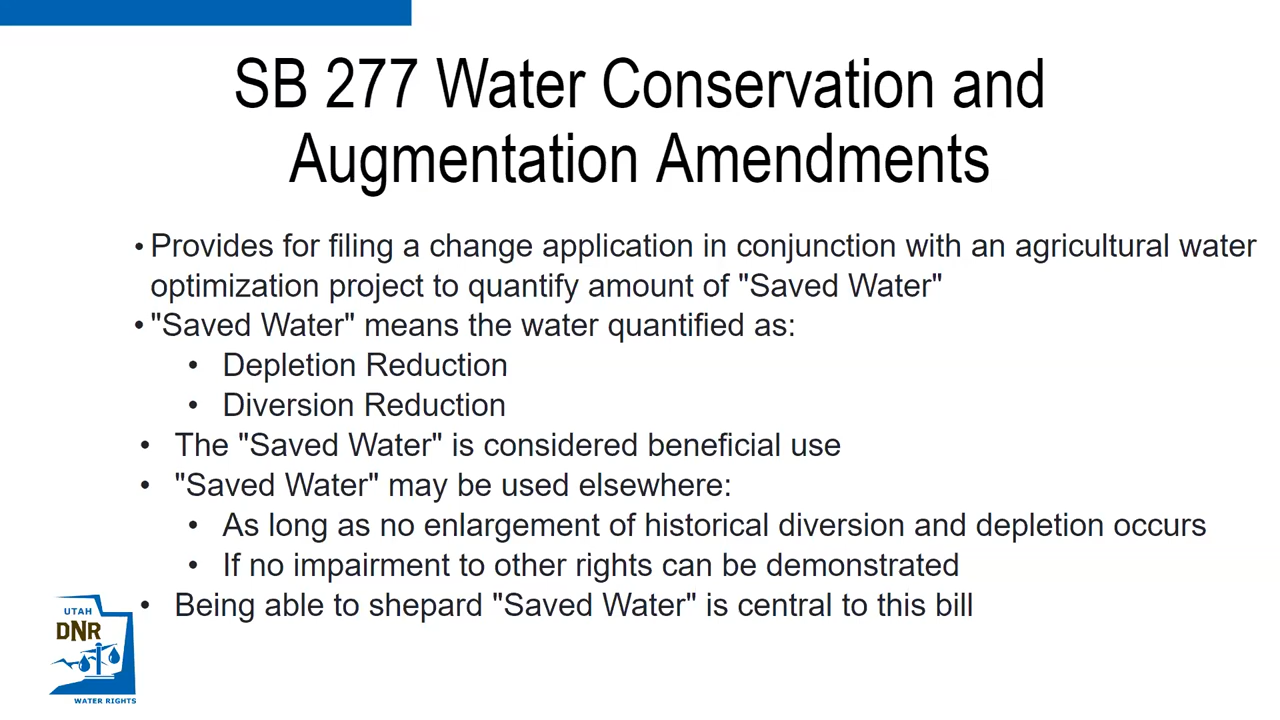 SB 277 Water Conservation and
Augmentation Amendments
• Provides for filing a change application in conjunction with an agricultural water
optimization project to quantify amount of "Saved Water"
• "Saved Water" means the water quantified as:
• Depletion Reduction
• Diversion Reduction
• The "Saved Water" is considered beneficial use
• "Saved Water" may be used elsewhere:
• As long as no enlargement of historical diversion and depletion occurs
• If no impairment to other rights can be demonstrated
• Being able to shepard "Saved Water" is central to this bill
UTAH
DNR
WATER RIGHTS